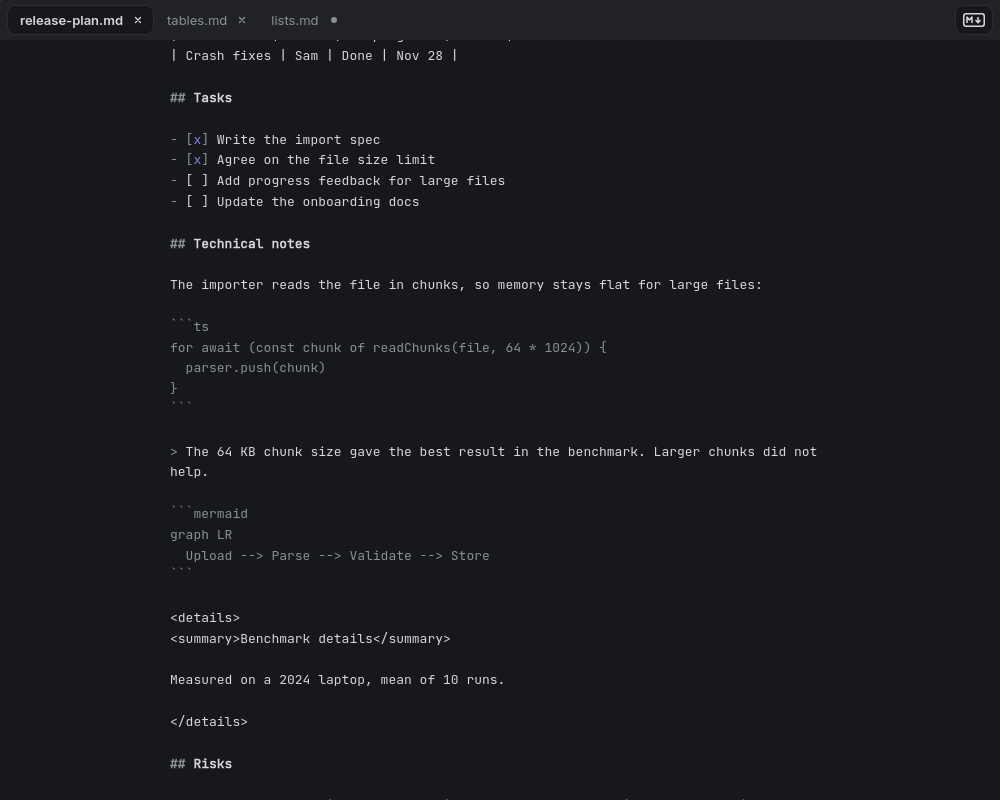 release-plan.md ×
tables.md ×
lists.md ●
M↓
| Crash fixes | Sam | Done | Nov 28 |
## Tasks
- [x] Write the import spec
- [x] Agree on the file size limit
- [ ] Add progress feedback for large files
- [ ] Update the onboarding docs
## Technical notes
The importer reads the file in chunks, so memory stays flat for large files:
```ts
for await (const chunk of readChunks(file, 64 * 1024)) {
  parser.push(chunk)
}
```
> The 64 KB chunk size gave the best result in the benchmark. Larger chunks did not
help.
```mermaid
graph LR
  Upload --> Parse --> Validate --> Store
```
<details>
<summary>Benchmark details</summary>
Measured on a 2024 laptop, mean of 10 runs.
</details>
## Risks